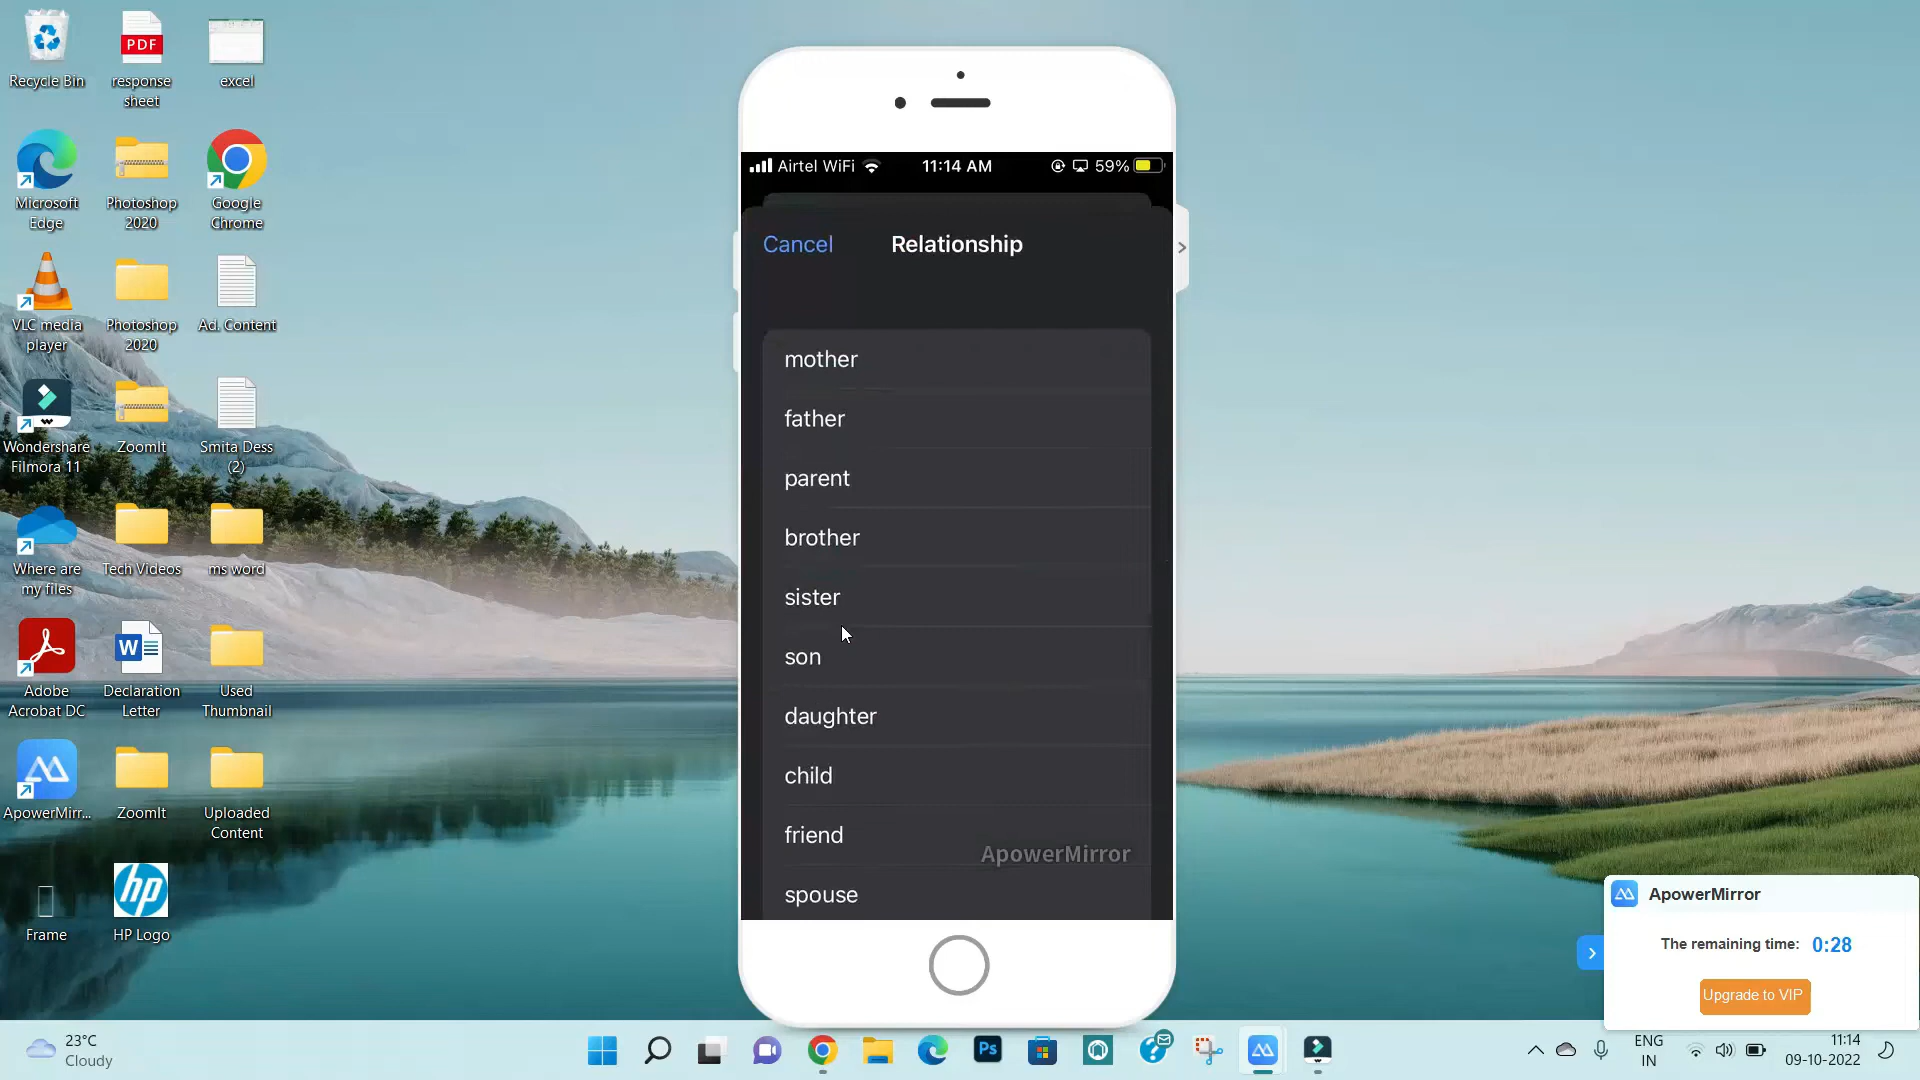 Recycle Bin
PDF
response
sheet
excel
Microsoft
Edge
Photoshop
2020
Google
Chrome
VLC media
player
Photoshop
2020
Ad. Content
Wondershare
Filmora 11
ZoomIt
Smita Dess
(2)
Where are
my files
Tech Videos
ms word
Adobe
Acrobat DC
W
Declaration
Letter
Used
Thumbnail
ApowerMirr...
ZoomIt
Uploaded
Content
Frame
hp
HP Logo
Airtel WiFi
11:14 AM
59%
Cancel
Relationship
mother
father
parent
brother
sister
son
daughter
child
friend
ApowerMirror
spouse
ApowerMirror
The remaining time: 0:28
Upgrade to VIP
23°C
Cloudy
Ps
ENG
IN
11:14
09-10-2022